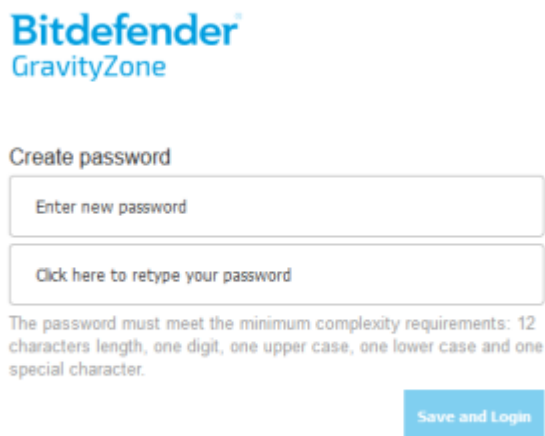 Bitdefender
GravityZone
Create password
Enter new password
Click here to retype your password
The password must meet the minimum complexity requirements: 12
characters length, one digit, one upper case, one lower case and one
special character.
Save and Login